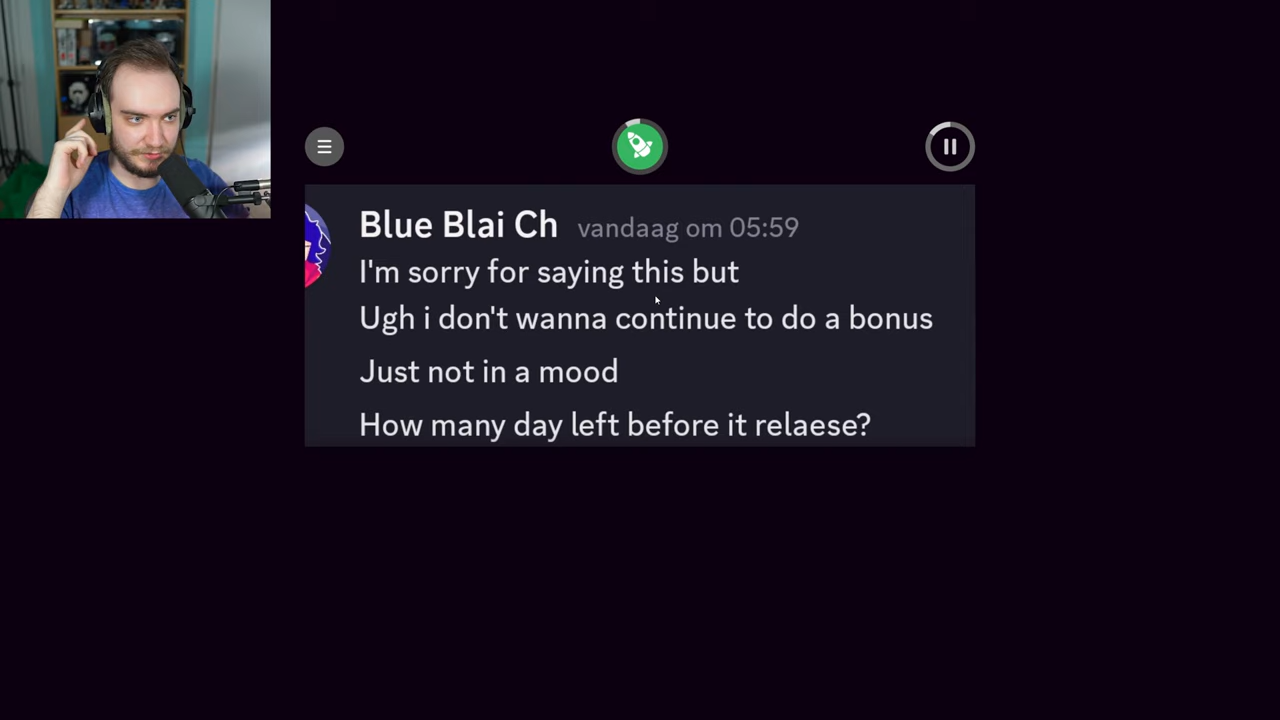 Blue Blai Ch vandaag om 05:59
I'm sorry for saying this but
Ugh i don't wanna continue to do a bonus
Just not in a mood
How many day left before it relaese?